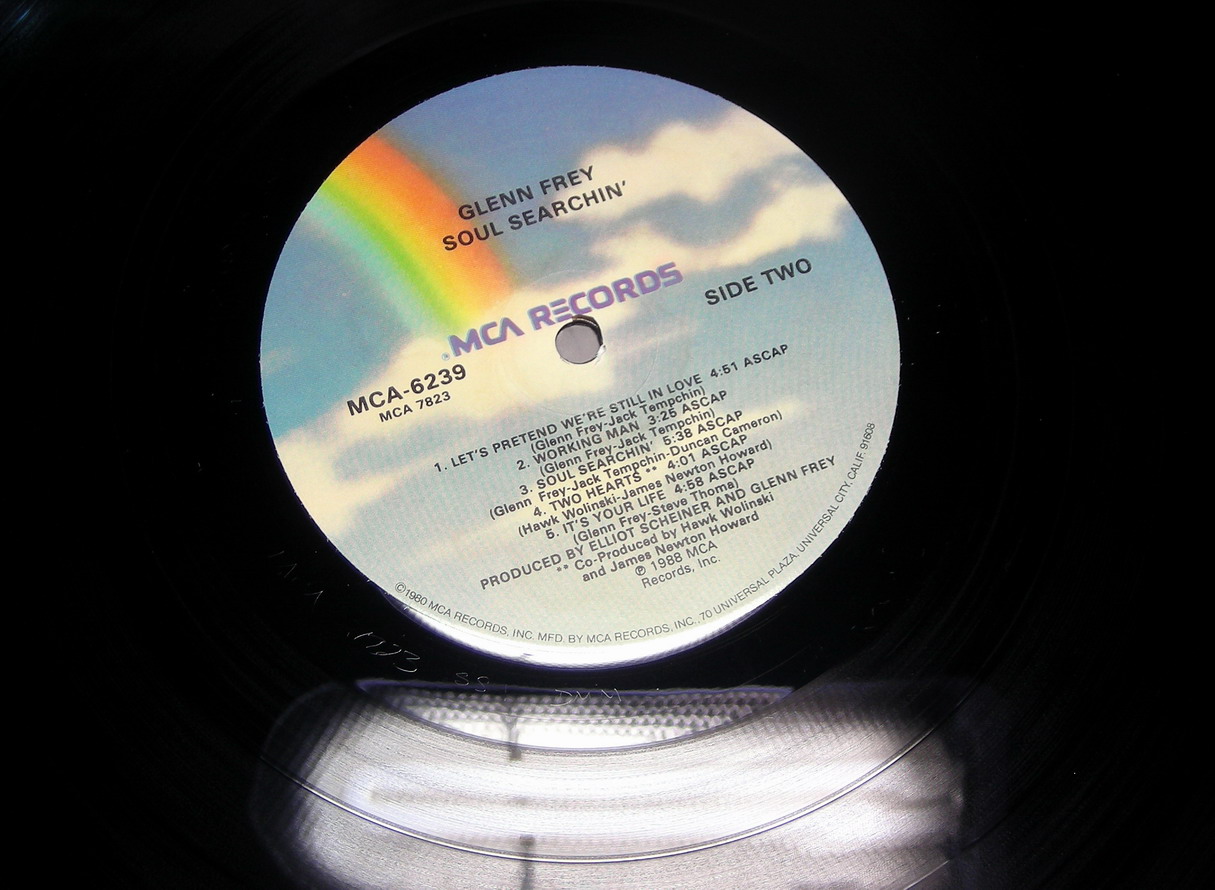 GLENN FREY
SOUL SEARCHIN'
MCA RECORDS
SIDE TWO
MCA-6239
MCA 7823
1. LET'S PRETEND WE'RE STILL IN LOVE 4:51 ASCAP
(Glenn Frey-Jack Tempchin)
2. WORKING MAN 3:25 ASCAP
(Glenn Frey-Jack Tempchin)
3. SOUL SEARCHIN' 5:38 ASCAP
(Glenn Frey-Jack Tempchin-Duncan Cameron)
4. TWO HEARTS ** 4:01 ASCAP
(Hawk Wolinski-James Newton Howard)
5. IT'S YOUR LIFE 4:58 ASCAP
(Glenn Frey-Steve Thoma)
PRODUCED BY ELLIOT SCHEINER AND GLENN FREY
** Co-Produced by Hawk Wolinski
and James Newton Howard
℗ 1988 MCA
Records, Inc.
©1980 MCA RECORDS, INC. MFD. BY MCA RECORDS, INC., 70 UNIVERSAL PLAZA, UNIVERSAL CITY, CALIF. 91608